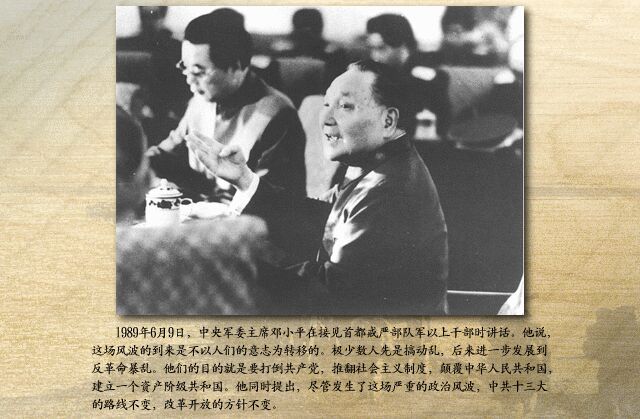 1989年6月9日，中央军委主席邓小平在接见首都戒严部队军以上干部时讲话。他说，
这场风波的到来是不以人们的意志为转移的。极少数人先是搞动乱，后来进一步发展到
反革命暴乱。他们的目的就是要打倒共产党，推翻社会主义制度，颠覆中华人民共和国，
建立一个资产阶级共和国。他同时提出，尽管发生了这场严重的政治风波，中共十三大
的路线不变，改革开放的方针不变。